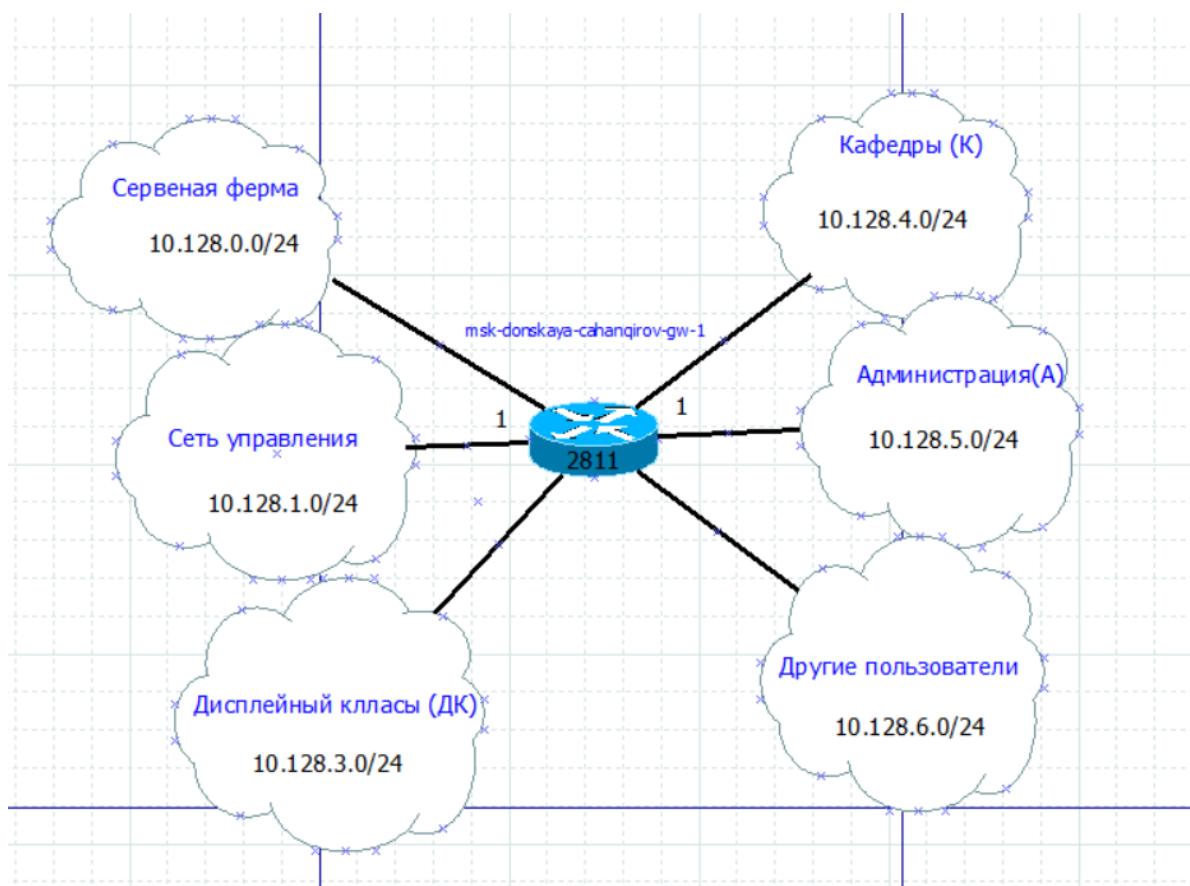 Сервеная ферма
10.128.0.0/24
Кафедры (К)
10.128.4.0/24
msk-donskaya-cahanqirov-gw-1
Сеть управления
10.128.1.0/24
1
1
2811
Администрация(А)
10.128.5.0/24
Дисплейный клласы (ДК)
10.128.3.0/24
Другие пользователи
10.128.6.0/24